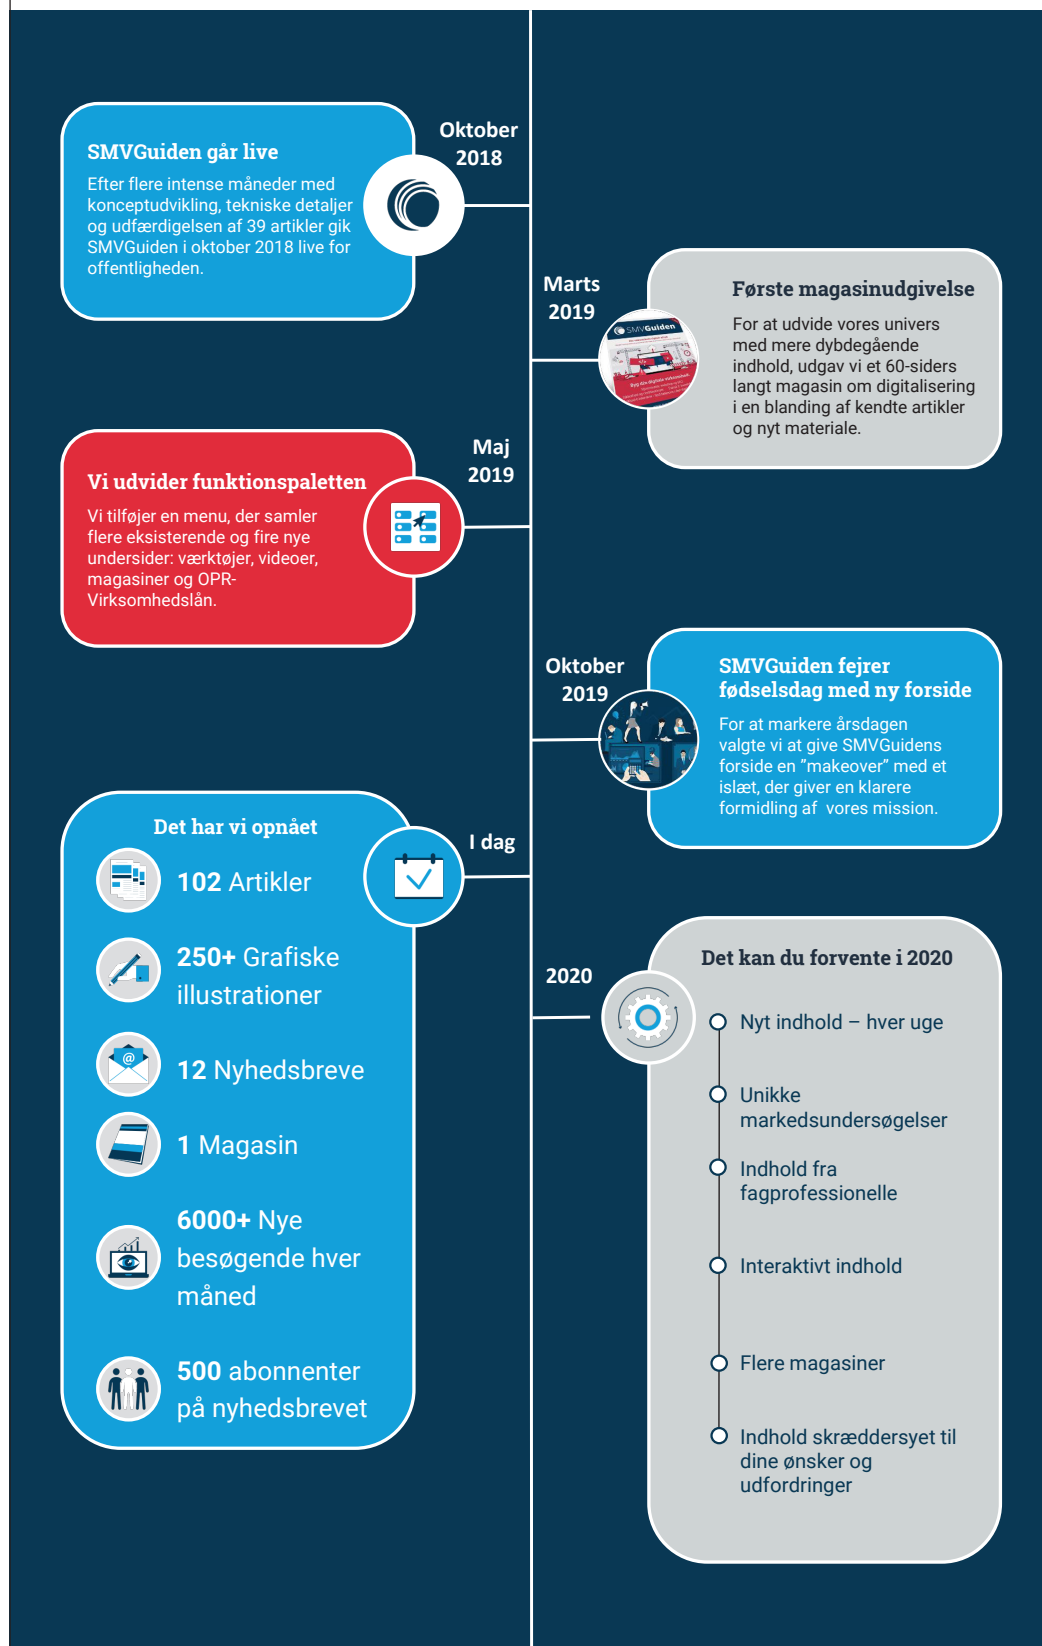 Oktober
2018
SMVGuiden går live
Efter flere intense måneder med
konceptudvikling, tekniske detaljer
og udfærdigelsen af 39 artikler gik
SMVGuiden i oktober 2018 live for
offentligheden.
Marts
2019
SMVGuiden
Første magasinudgivelse
For at udvide vores univers
med mere dybdegående
indhold, udgav vi et 60-siders
langt magasin om digitalisering
i en blanding af kendte artikler
og nyt materiale.
Maj
2019
Vi udvider funktionspaletten
Vi tilføjer en menu, der samler
flere eksisterende og fire nye
undersider: værktøjer, videoer,
magasiner og OPR-
Virksomhedslån.
Oktober
2019
SMVGuiden fejrer
fødselsdag med ny forside
For at markere årsdagen
valgte vi at give SMVGuidens
forside en ”makeover” med et
islæt, der giver en klarere
formidling af  vores mission.
I dag
Det har vi opnået
102 Artikler
250+ Grafiske
illustrationer
@
12 Nyhedsbreve
1 Magasin
6000+ Nye
besøgende hver
måned
500 abonnenter
på nyhedsbrevet
2020
Det kan du forvente i 2020
Nyt indhold – hver uge
Unikke
markedsundersøgelser
Indhold fra
fagprofessionelle
Interaktivt indhold
Flere magasiner
Indhold skræddersyet til
dine ønsker og
udfordringer